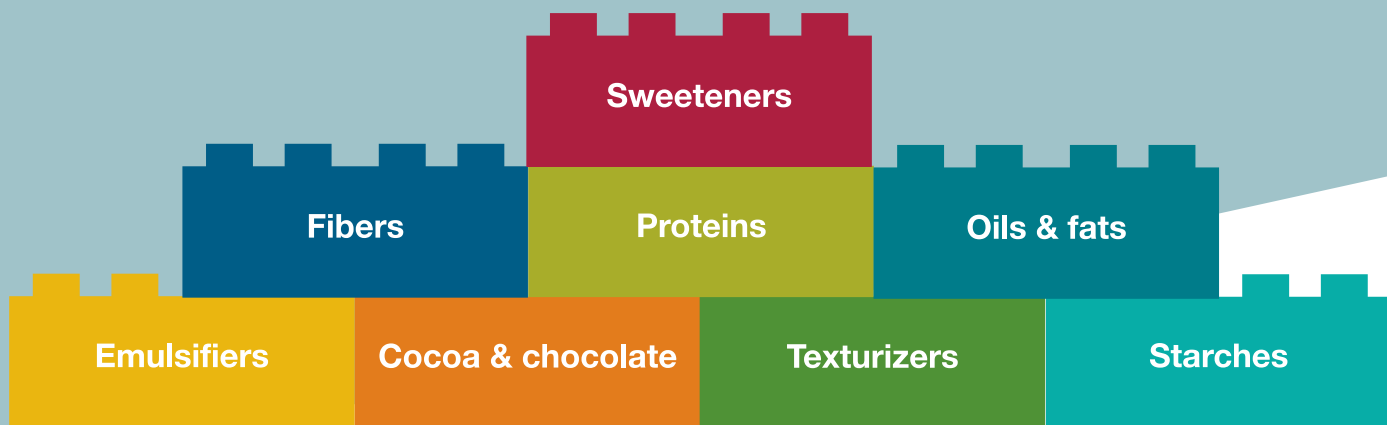 Sweeteners
Fibers
Proteins
Oils & fats
Emulsifiers
Cocoa & chocolate
Texturizers
Starches